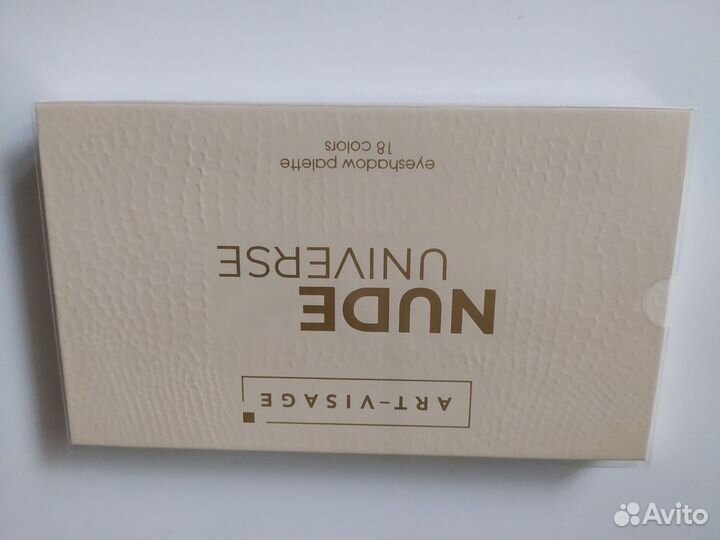 ART-VISAGE
NUDE
UNIVERSE
eyeshadow palette
18 colors
Avito